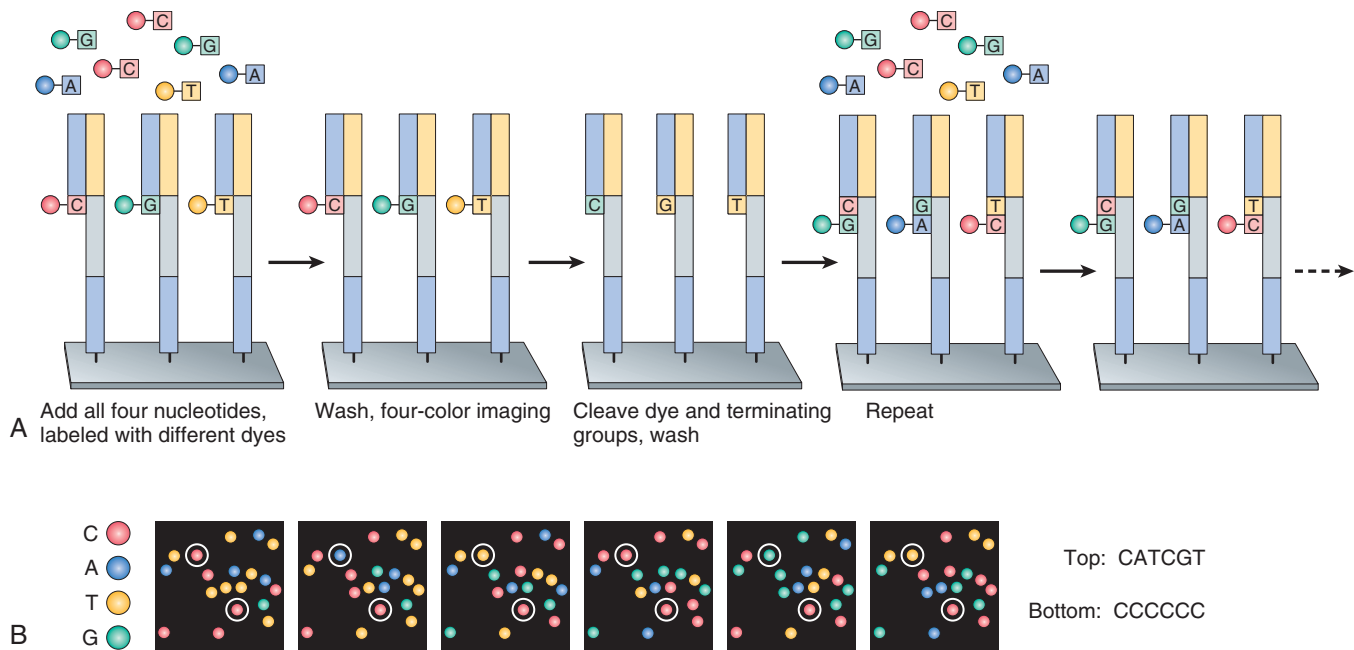 C
G
G
C
A
A
T
C
G
T
C
G
T
C
G
T
C
G
G
C
A
A
T
C
G
T
G
A
C
C
G
T
G
A
C
A
Add all four nucleotides,
labeled with different dyes
Wash, four-color imaging
Cleave dye and terminating
groups, wash
Repeat
B
C
A
T
G
Top: CATCGT
Bottom: CCCCCC